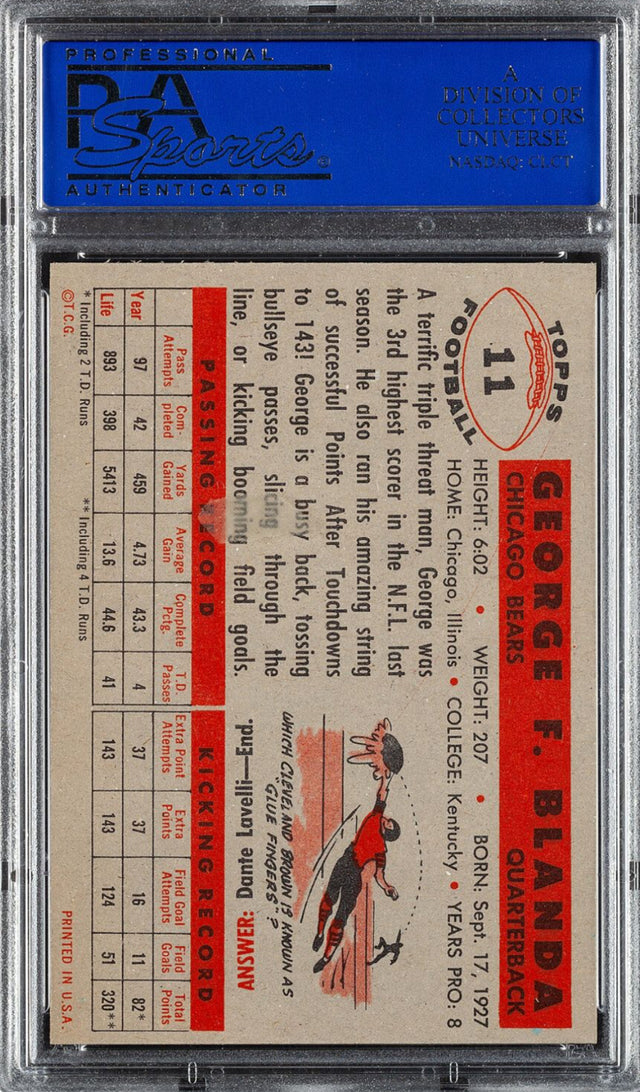 PROFESSIONAL
PSA
Sports®
AUTHENTICATOR
A
DIVISION OF
COLLECTORS
UNIVERSE
NASDAQ: CLCT
TOPPS
11
FOOTBALL
GEORGE F. BLANDA
CHICAGO BEARS QUARTERBACK
HEIGHT: 6:02 • WEIGHT: 207 • BORN: Sept. 17, 1927
HOME: Chicago, Illinois • COLLEGE: Kentucky • YEARS PRO: 8
A terrific triple threat man, George was
the 3rd highest scorer in the N.F.L. last
season. He also ran his amazing string
of successful Points After Touchdowns
to 143! George is a busy back, tossing
bullseye passes, slicing through the
line, or kicking booming field goals.
WHICH CLEVELAND BROWN IS KNOWN AS
"GLUE FINGERS"?
ANSWER: Dante Lavelli—End.
PASSING RECORD KICKING RECORD
Year Pass Attempts Com-pleted Yards Gained Average Gain Complete Pctg. T.D. Passes Extra Point Attempts Extra Points Field Goal Attempts Field Goals Total Points
Year 97 42 459 4.73 43.3 4 37 37 16 11 82*
Life 893 398 5413 13.6 44.6 41 143 143 124 51 320**
* Including 2 T.D. Runs ** Including 4 T.D. Runs
©T.C.G. PRINTED IN U.S.A.